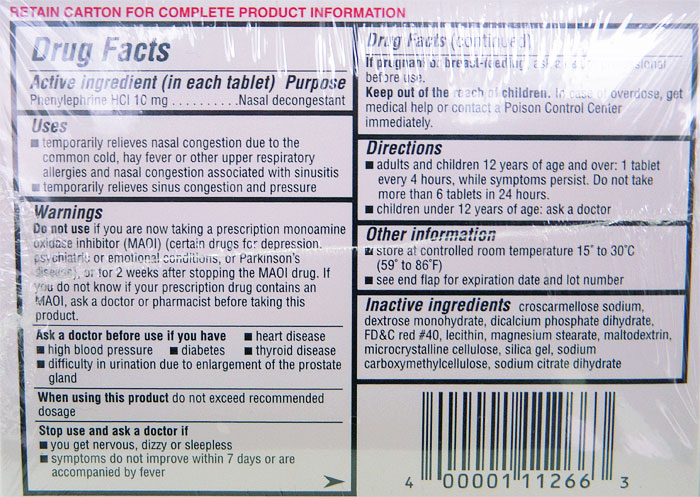 RETAIN CARTON FOR COMPLETE PRODUCT INFORMATION
Drug Facts
Active ingredient (in each tablet) Purpose
Phenylephrine HCl 10 mg . . . . . . . . . . Nasal decongestant
Uses
■ temporarily relieves nasal congestion due to the
common cold, hay fever or other upper respiratory
allergies and nasal congestion associated with sinusitis
■ temporarily relieves sinus congestion and pressure
Warnings
Do not use if you are now taking a prescription monoamine
oxidase inhibitor (MAOI) (certain drugs for depression,
psychiatric or emotional conditions, or Parkinson's
disease), or for 2 weeks after stopping the MAOI drug. If
you do not know if your prescription drug contains an
MAOI, ask a doctor or pharmacist before taking this
product.
Ask a doctor before use if you have ■ heart disease
■ high blood pressure ■ diabetes ■ thyroid disease
■ difficulty in urination due to enlargement of the prostate
gland
When using this product do not exceed recommended
dosage
Stop use and ask a doctor if
■ you get nervous, dizzy or sleepless
■ symptoms do not improve within 7 days or are
accompanied by fever
Drug Facts (continued)
If pregnant or breast-feeding, ask a health professional
before use.
Keep out of the reach of children. In case of overdose, get
medical help or contact a Poison Control Center
immediately.
Directions
■ adults and children 12 years of age and over: 1 tablet
every 4 hours, while symptoms persist. Do not take
more than 6 tablets in 24 hours.
■ children under 12 years of age: ask a doctor
Other information
■ store at controlled room temperature 15° to 30°C
(59° to 86°F)
■ see end flap for expiration date and lot number
Inactive ingredients croscarmellose sodium,
dextrose monohydrate, dicalcium phosphate dihydrate,
FD&C red #40, lecithin, magnesium stearate, maltodextrin,
microcrystalline cellulose, silica gel, sodium
carboxymethylcellulose, sodium citrate dihydrate
4 00001 11266 3